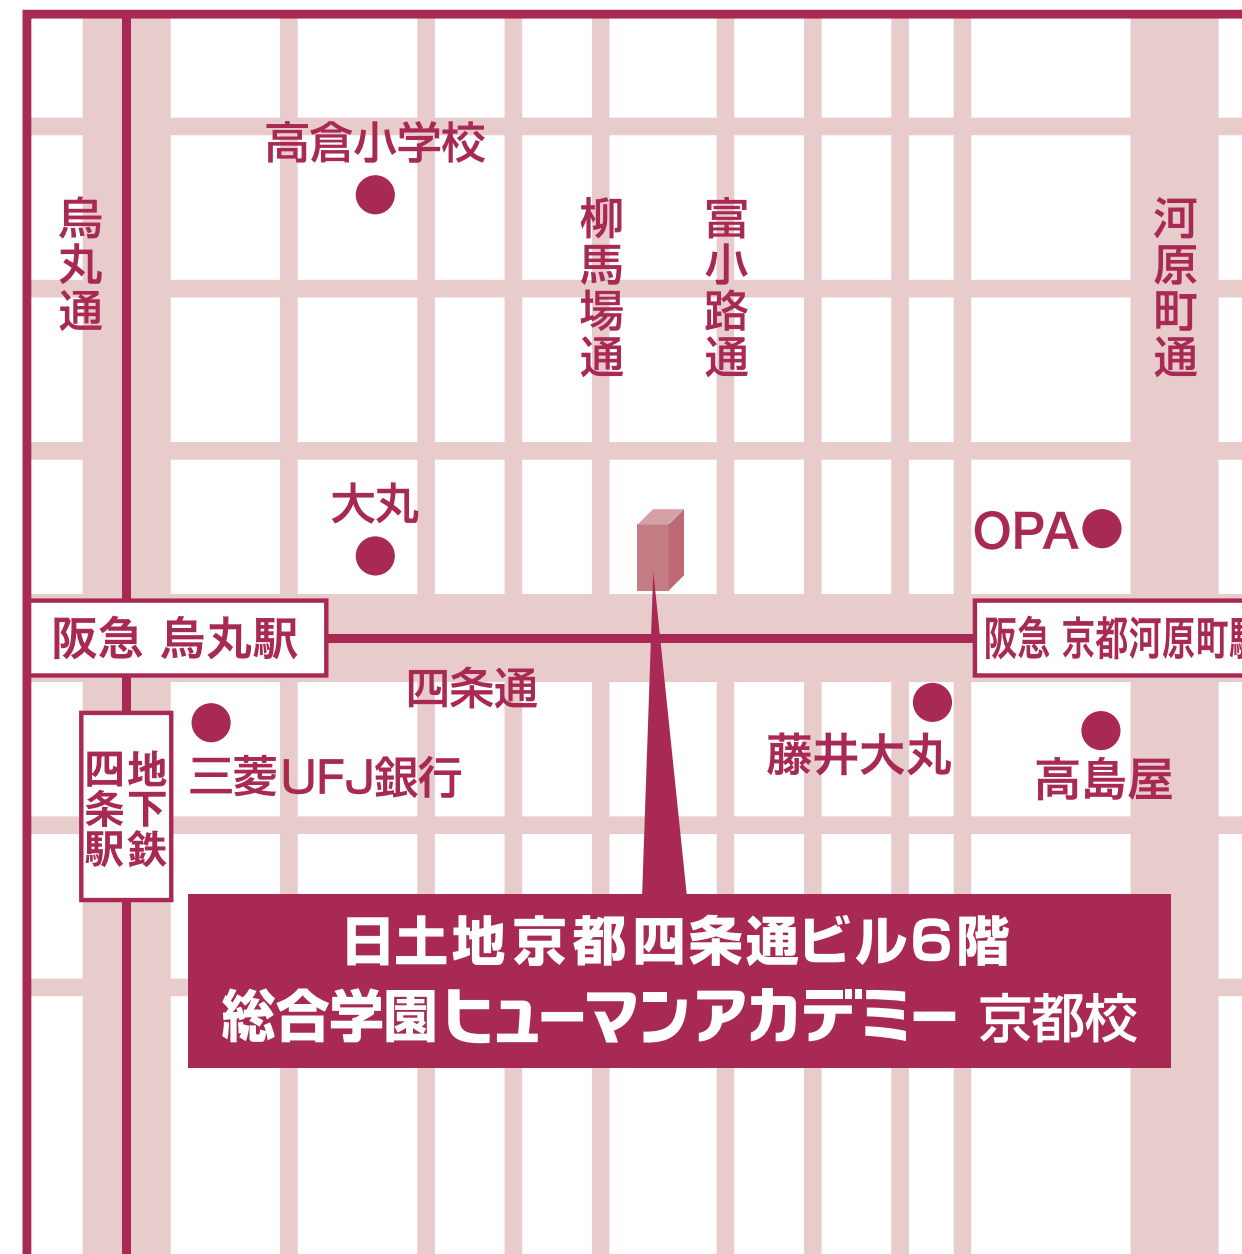 高倉小学校
烏丸通
柳馬場通
富小路通
河原町通
大丸
OPA
阪急 烏丸駅
阪急 京都河原町駅
四条通
三菱UFJ銀行
藤井大丸
高島屋
地下鉄
四条駅
日土地京都四条通ビル6階
総合学園ヒューマンアカデミー 京都校